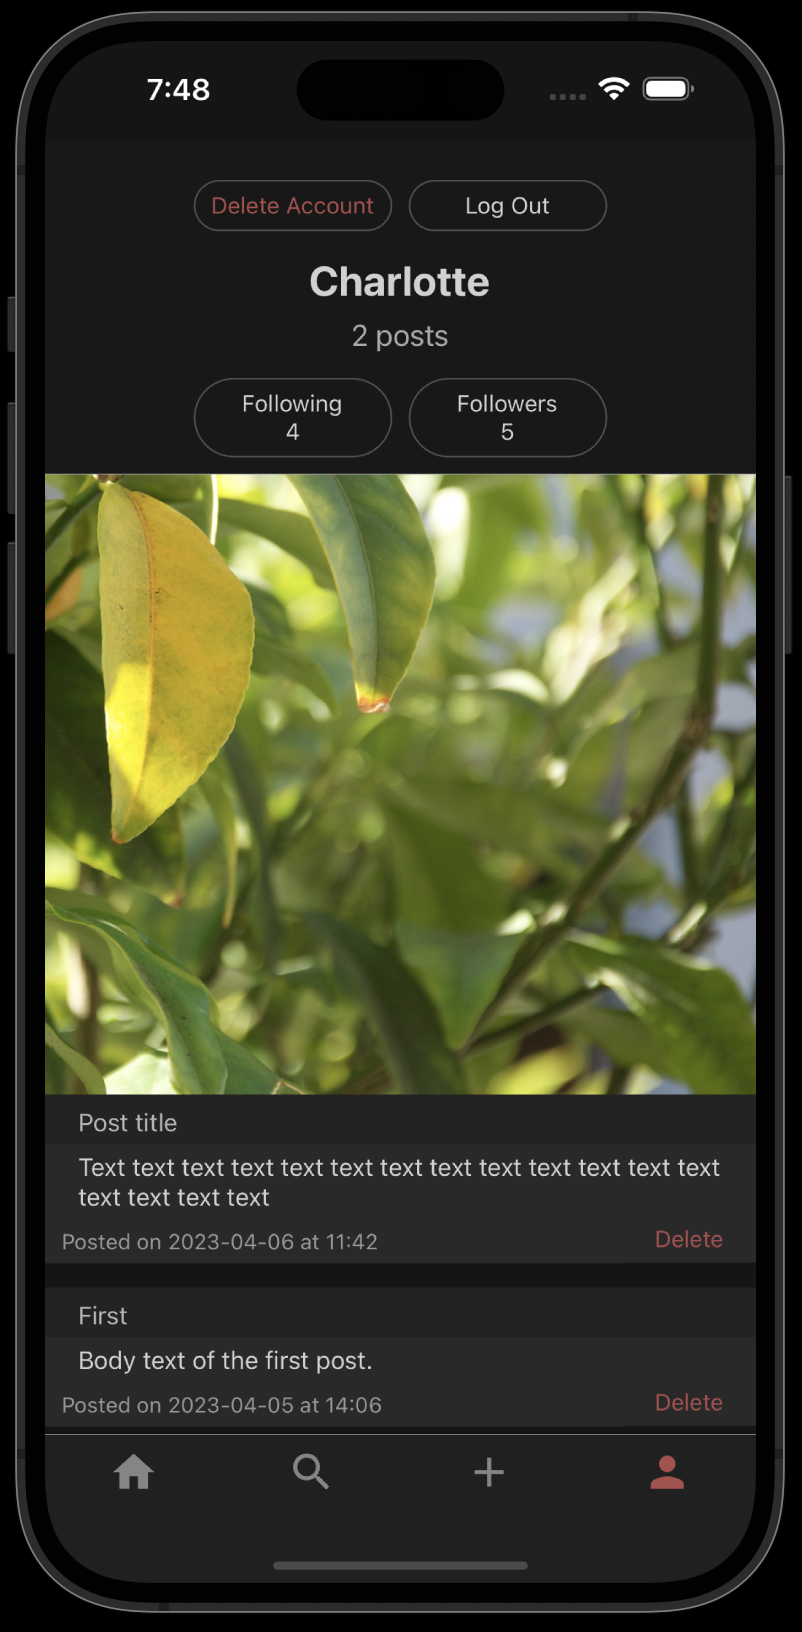 7:48
Delete Account Log Out
Charlotte
2 posts
Following Followers
4 5
Post title
Text text text text text text text text text text text text text
text text text text
Posted on 2023-04-06 at 11:42 Delete
First
Body text of the first post.
Posted on 2023-04-05 at 14:06 Delete